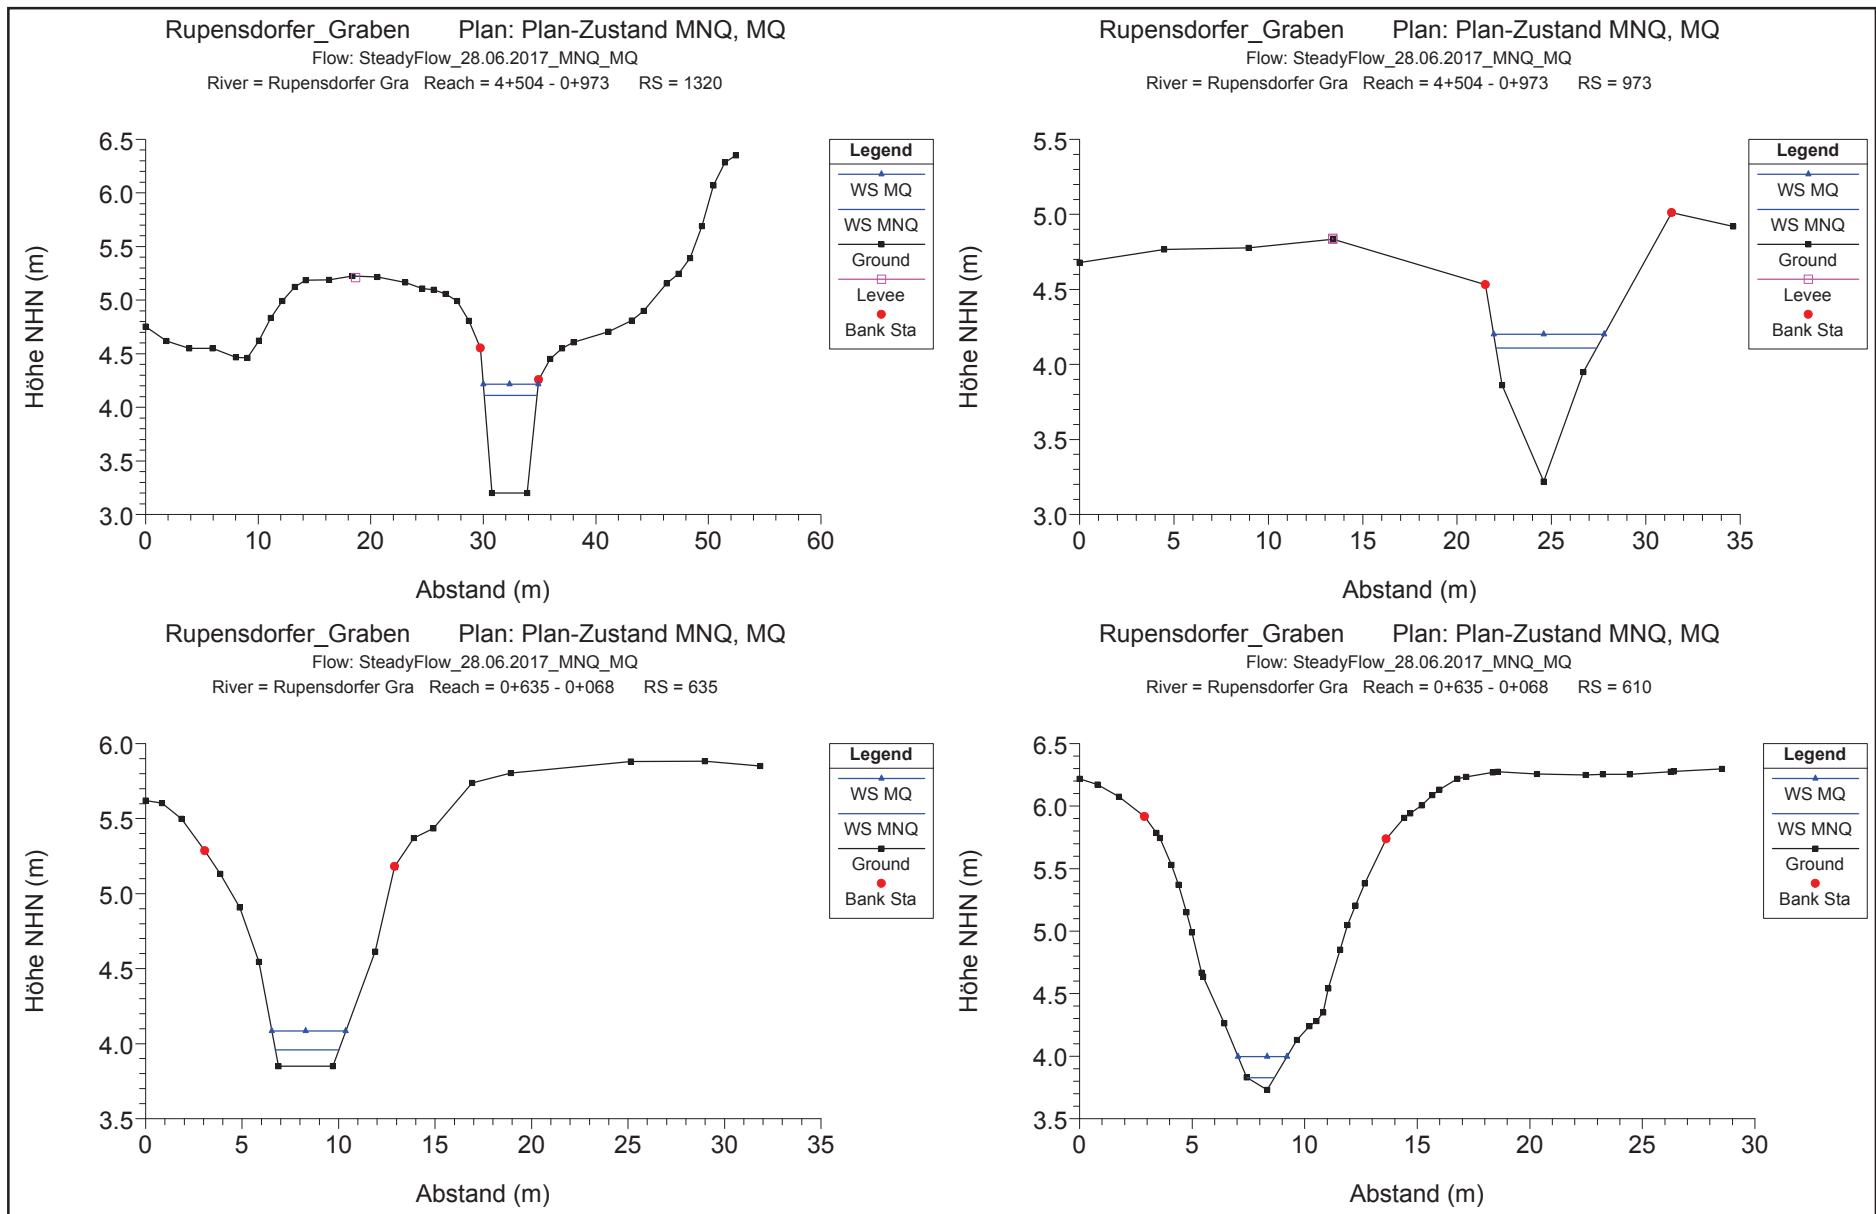 Rupensdorfer_Graben Plan: Plan-Zustand MNQ, MQ
Flow: SteadyFlow_28.06.2017_MNQ_MQ
River = Rupensdorfer Gra Reach = 4+504 - 0+973 RS = 1320
6.5
6.0
5.5
5.0
4.5
4.0
3.5
3.0
Höhe NHN (m)
0 10 20 30 40 50 60
Abstand (m)
Legend
WS MQ
WS MNQ
Ground
Levee
Bank Sta
Rupensdorfer_Graben Plan: Plan-Zustand MNQ, MQ
Flow: SteadyFlow_28.06.2017_MNQ_MQ
River = Rupensdorfer Gra Reach = 4+504 - 0+973 RS = 973
5.5
5.0
4.5
4.0
3.5
3.0
Höhe NHN (m)
0 5 10 15 20 25 30 35
Abstand (m)
Legend
WS MQ
WS MNQ
Ground
Levee
Bank Sta
Rupensdorfer_Graben Plan: Plan-Zustand MNQ, MQ
Flow: SteadyFlow_28.06.2017_MNQ_MQ
River = Rupensdorfer Gra Reach = 0+635 - 0+068 RS = 635
6.0
5.5
5.0
4.5
4.0
3.5
Höhe NHN (m)
0 5 10 15 20 25 30 35
Abstand (m)
Legend
WS MQ
WS MNQ
Ground
Bank Sta
Rupensdorfer_Graben Plan: Plan-Zustand MNQ, MQ
Flow: SteadyFlow_28.06.2017_MNQ_MQ
River = Rupensdorfer Gra Reach = 0+635 - 0+068 RS = 610
6.5
6.0
5.5
5.0
4.5
4.0
3.5
Höhe NHN (m)
0 5 10 15 20 25 30
Abstand (m)
Legend
WS MQ
WS MNQ
Ground
Bank Sta